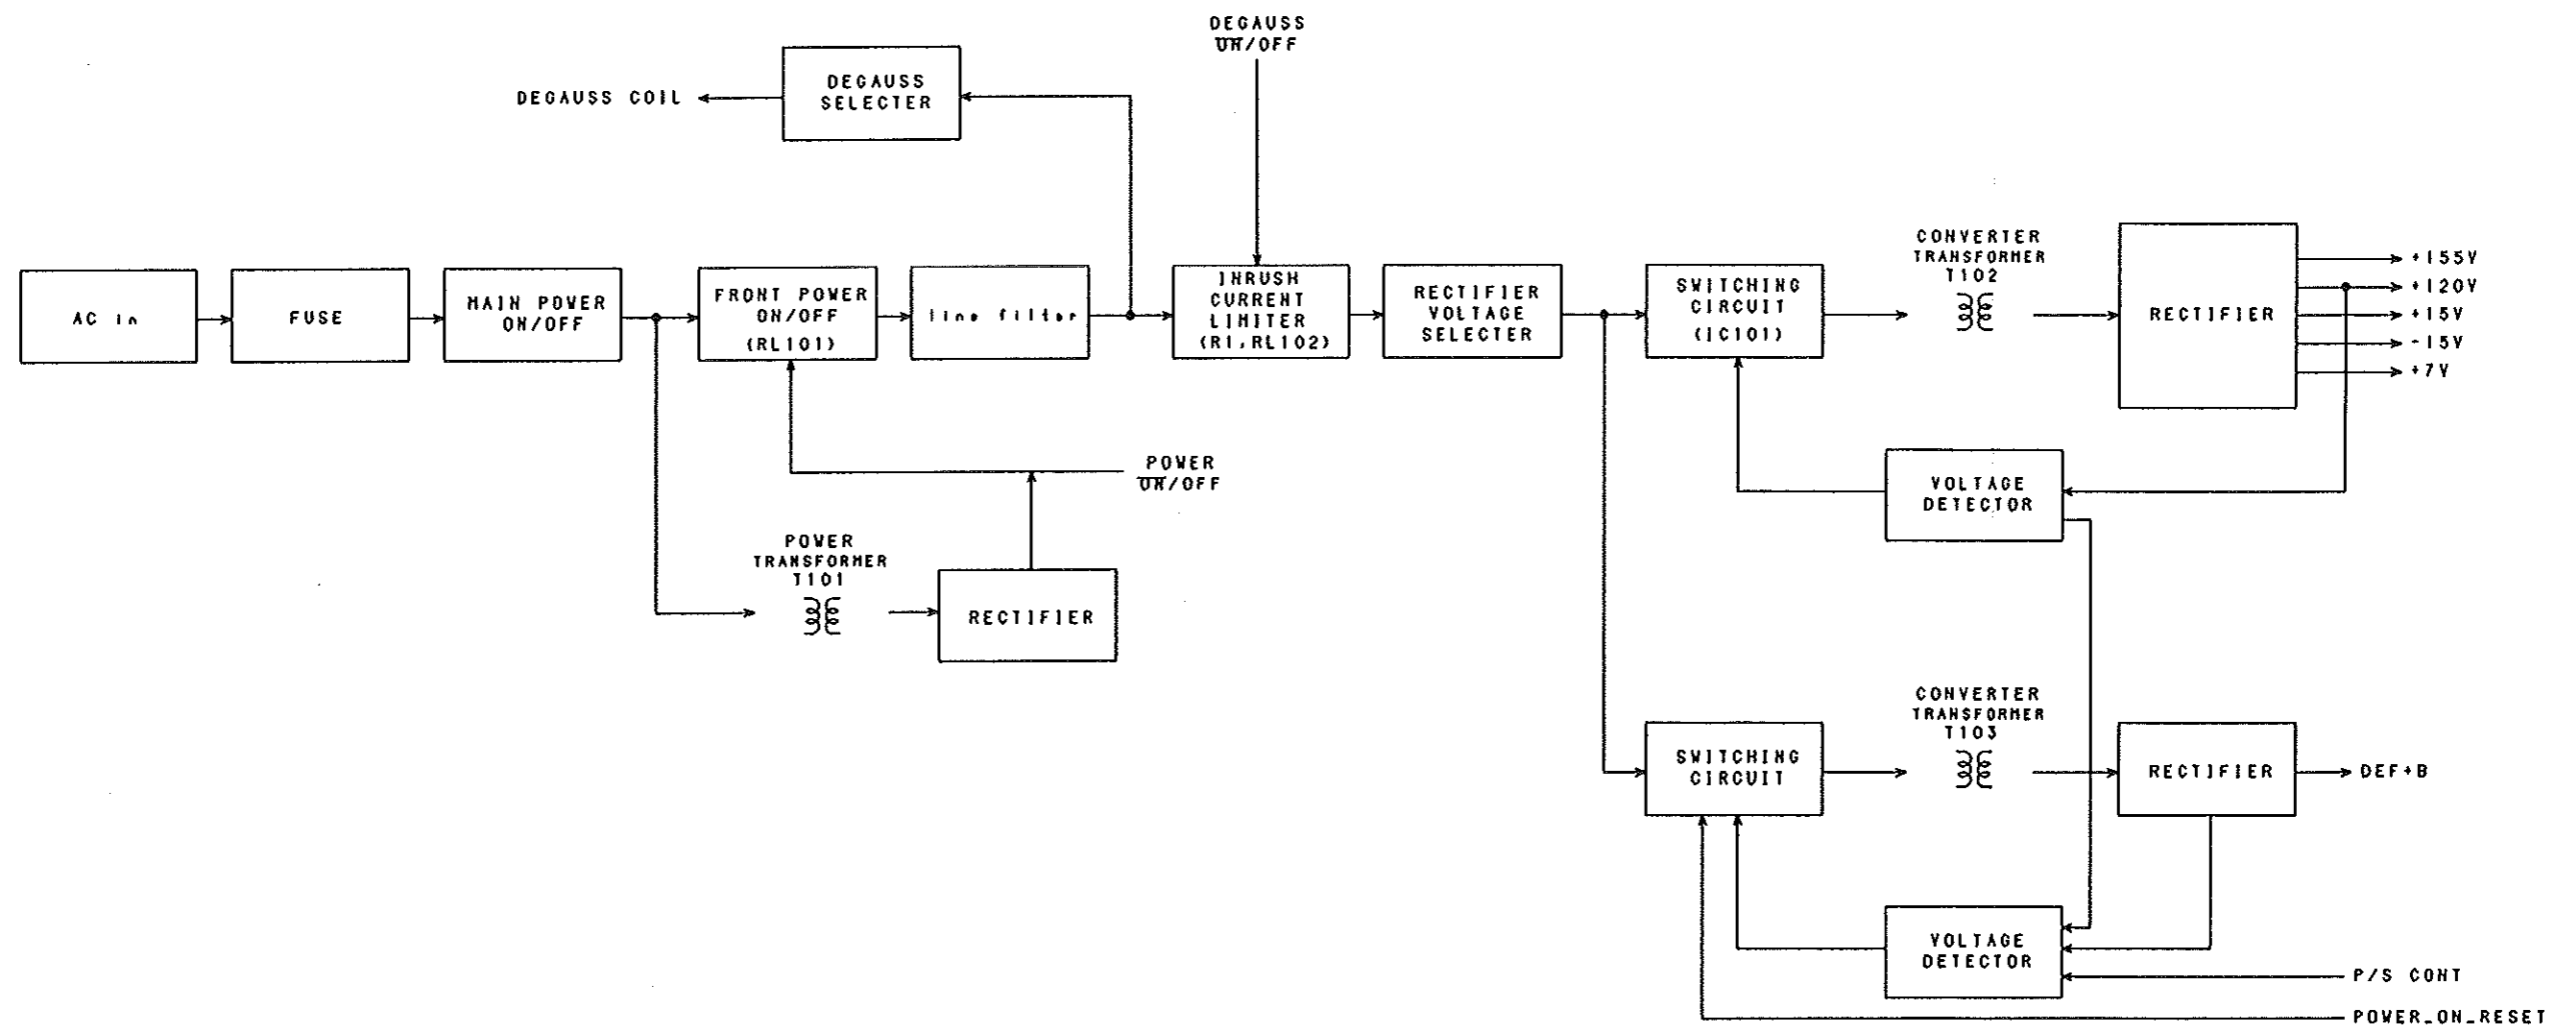 DEGAUSS
ON/OFF
DEGAUSS COIL
DEGAUSS
SELECTER
AC in
FUSE
MAIN POWER
ON/OFF
FRONT POWER
ON/OFF
(RL101)
line filter
INRUSH
CURRENT
LIMITER
(R1,RL102)
RECTIFIER
VOLTAGE
SELECTER
SWITCHING
CIRCUIT
(IC101)
CONVERTER
TRANSFORMER
T102
RECTIFIER
+155V
+120V
+15V
-15V
+7V
POWER
ON/OFF
VOLTAGE
DETECTOR
POWER
TRANSFORMER
T101
RECTIFIER
CONVERTER
TRANSFORMER
T103
SWITCHING
CIRCUIT
RECTIFIER
DEF+B
VOLTAGE
DETECTOR
P/S CONT
POWER_ON_RESET